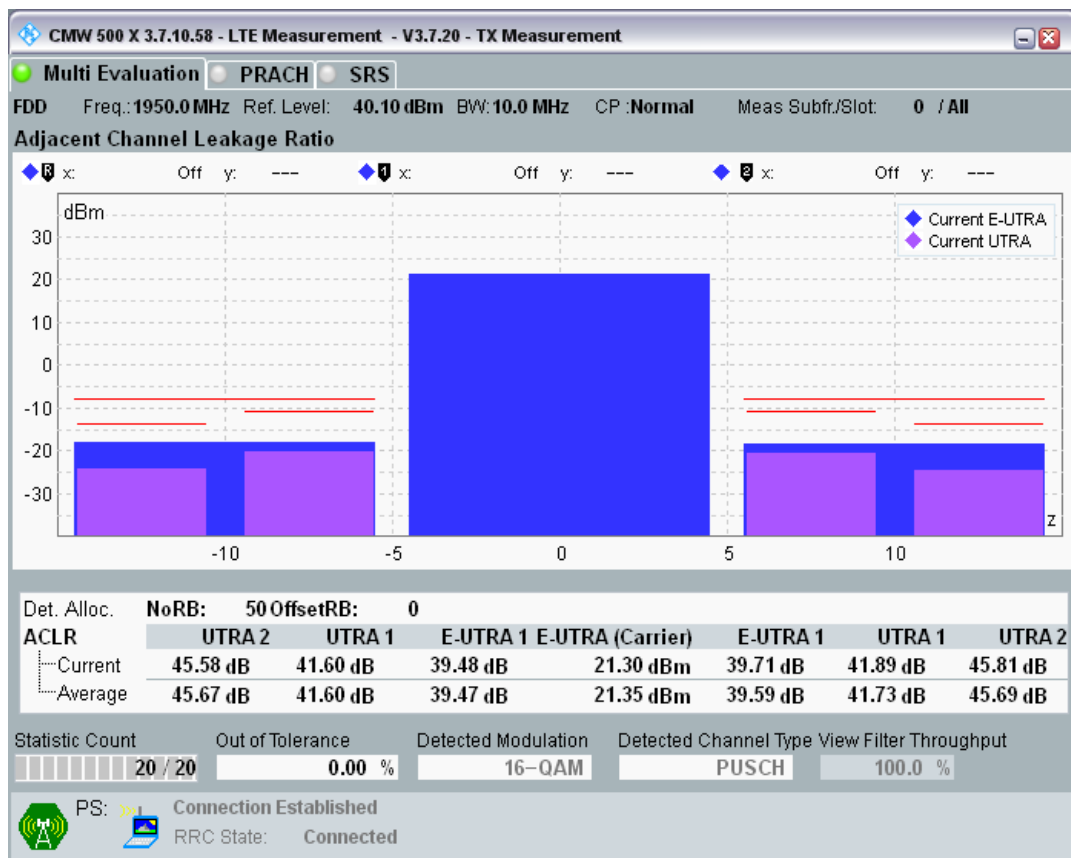 CMW 500 X 3.7.10.58 - LTE Measurement - V3.7.20 - TX Measurement
Multi Evaluation PRACH SRS
FDD Freq.:1950.0 MHz Ref. Level: 40.10 dBm BW:10.0 MHz CP :Normal Meas Subfr./Slot: 0 / All
Adjacent Channel Leakage Ratio
R x: Off y: --- 1 x: Off y: --- 2 x: Off y: ---
dBm
Current E-UTRA
Current UTRA
30
20
10
0
-10
-20
-30
z
-10 -5 0 5 10
Det. Alloc. NoRB: 50 OffsetRB: 0
ACLR UTRA 2 UTRA 1 E-UTRA 1 E-UTRA (Carrier) E-UTRA 1 UTRA 1 UTRA 2
Current 45.58 dB 41.60 dB 39.48 dB 21.30 dBm 39.71 dB 41.89 dB 45.81 dB
Average 45.67 dB 41.60 dB 39.47 dB 21.35 dBm 39.59 dB 41.73 dB 45.69 dB
Statistic Count Out of Tolerance Detected Modulation Detected Channel Type View Filter Throughput
20 / 20 0.00 % 16-QAM PUSCH 100.0 %
PS: Connection Established
RRC State: Connected